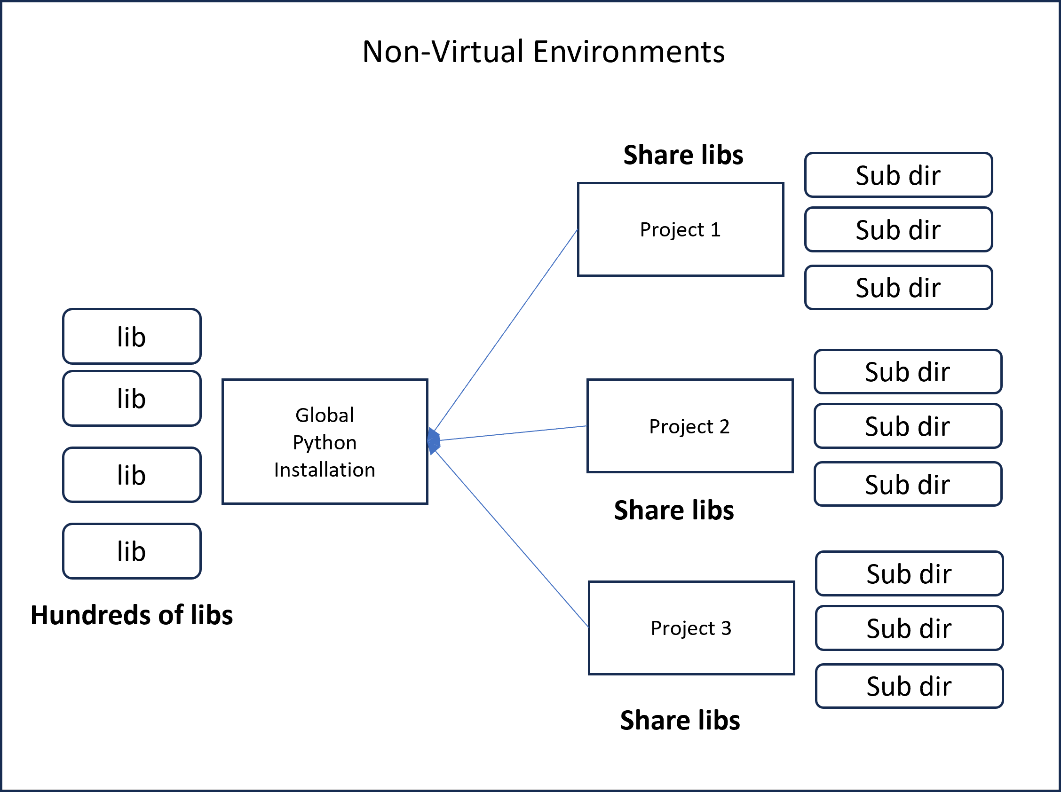 Non-Virtual Environments
Share libs
Project 1
Sub dir
Sub dir
Sub dir
lib
lib
lib
lib
Hundreds of libs
Global
Python
Installation
Project 2
Share libs
Sub dir
Sub dir
Sub dir
Project 3
Share libs
Sub dir
Sub dir
Sub dir